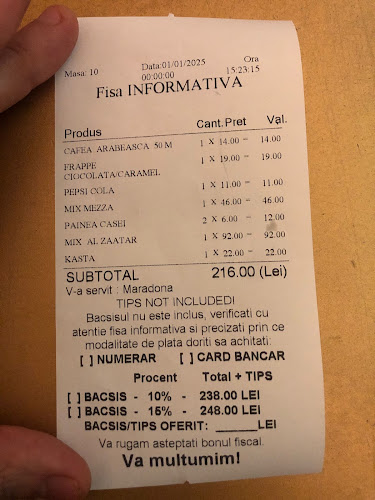 Masa: 10 Data:01/01/2025 Ora
00:00:00 15:23:15
Fisa INFORMATIVA
Produs Cant. Pret Val.
CAFEA ARABEASCA 50 M 1 X 14.00 = 14.00
FRAPPE 1 X 19.00 = 19.00
CIOCOLATA/CARAMEL
PEPSI COLA 1 X 11.00 = 11.00
MIX MEZZA 1 X 46.00 = 46.00
PAINEA CASEI 2 X 6.00 = 12.00
MIX AL ZAATAR 1 X 92.00 = 92.00
KASTA 1 X 22.00 = 22.00
SUBTOTAL 216.00 (Lei)
V-a servit : Maradona
TIPS NOT INCLUDED!
Bacsisul nu este inclus, verificati cu
atentie fisa informativa si precizati prin ce
modalitate de plata doriti sa achitati:
[ ] NUMERAR [ ] CARD BANCAR
Procent Total + TIPS
[ ] BACSIS - 10% - 238.00 LEI
[ ] BACSIS - 15% - 248.00 LEI
BACSIS/TIPS OFERIT: ______LEI
Va rugam asteptati bonul fiscal.
Va multumim!